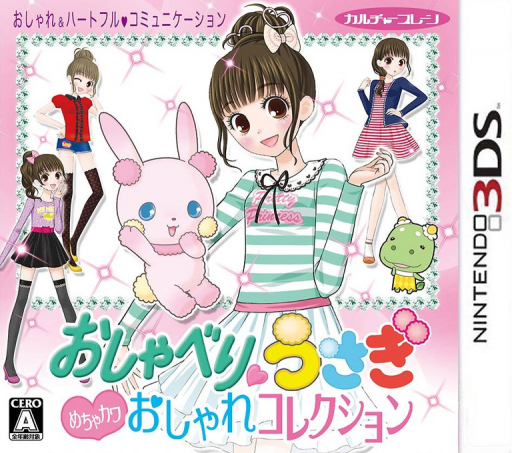 おしゃれ&ハートフル♥コミュニケーション
カルチャーブレーン
NINTENDO 3DS™
Fancy
Princess
おしゃべり♥うさぎ
めちゃカワ
おしゃれコレクション
CERO
A
全年齢対象